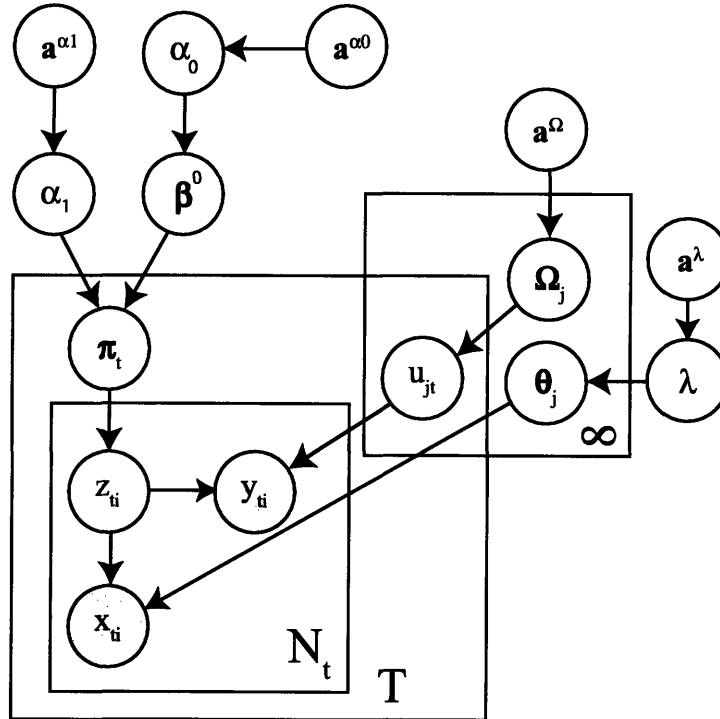 a^α1 α_0 a^α0
a^Ω
α_1 β^0
Ω_j a^λ
π_t u_jt θ_j λ
∞
z_ti y_ti
x_ti
N_t
T